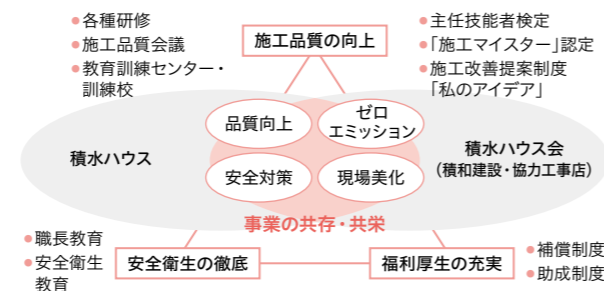 ●各種研修
●施工品質会議
●教育訓練センター・
訓練校
施工品質の向上
●主任技能者検定
●「施工マイスター」認定
●施工改善提案制度
「私のアイデア」
積水ハウス
品質向上
ゼロ
エミッション
安全対策
現場美化
積水ハウス会
（積和建設・協力工事店）
事業の共存・共栄
●職長教育
●安全衛生
教育
安全衛生の徹底
福利厚生の充実
●補償制度
●助成制度